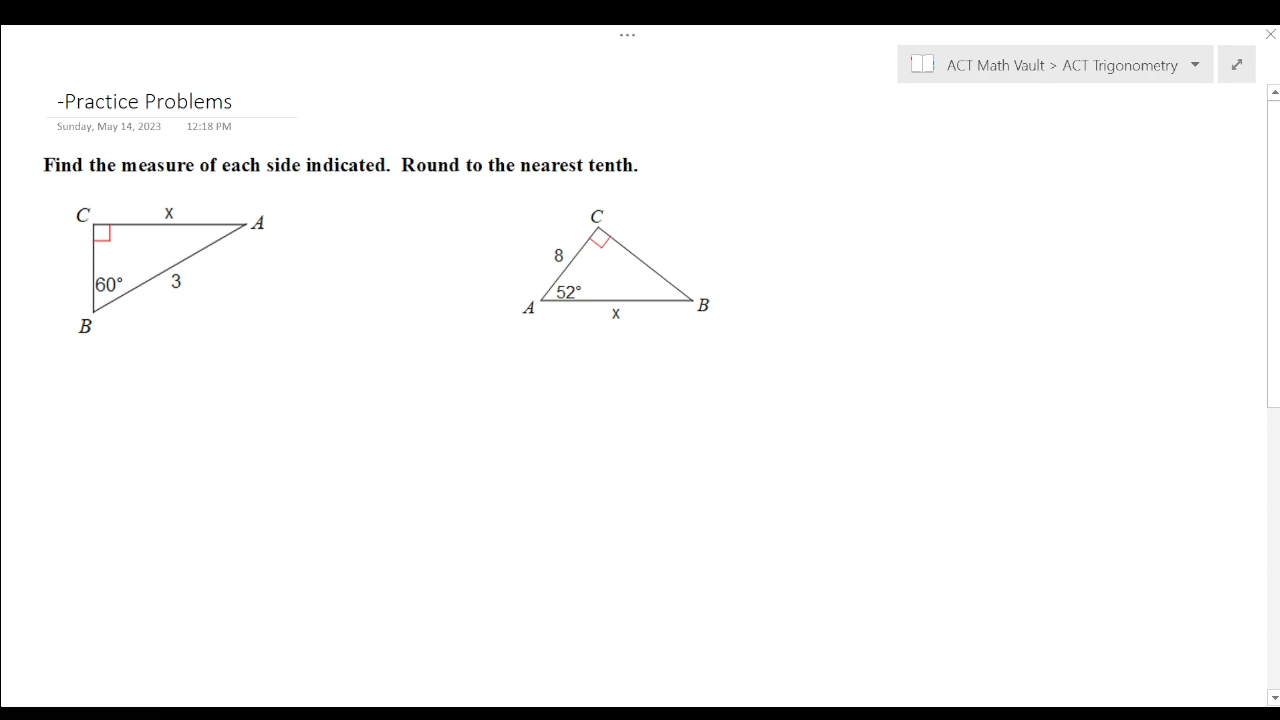 ...
ACT Math Vault > ACT Trigonometry
-Practice Problems
Sunday, May 14, 2023 12:18 PM
Find the measure of each side indicated. Round to the nearest tenth.
C x A
60° 3
B
C
8
52°
A x B